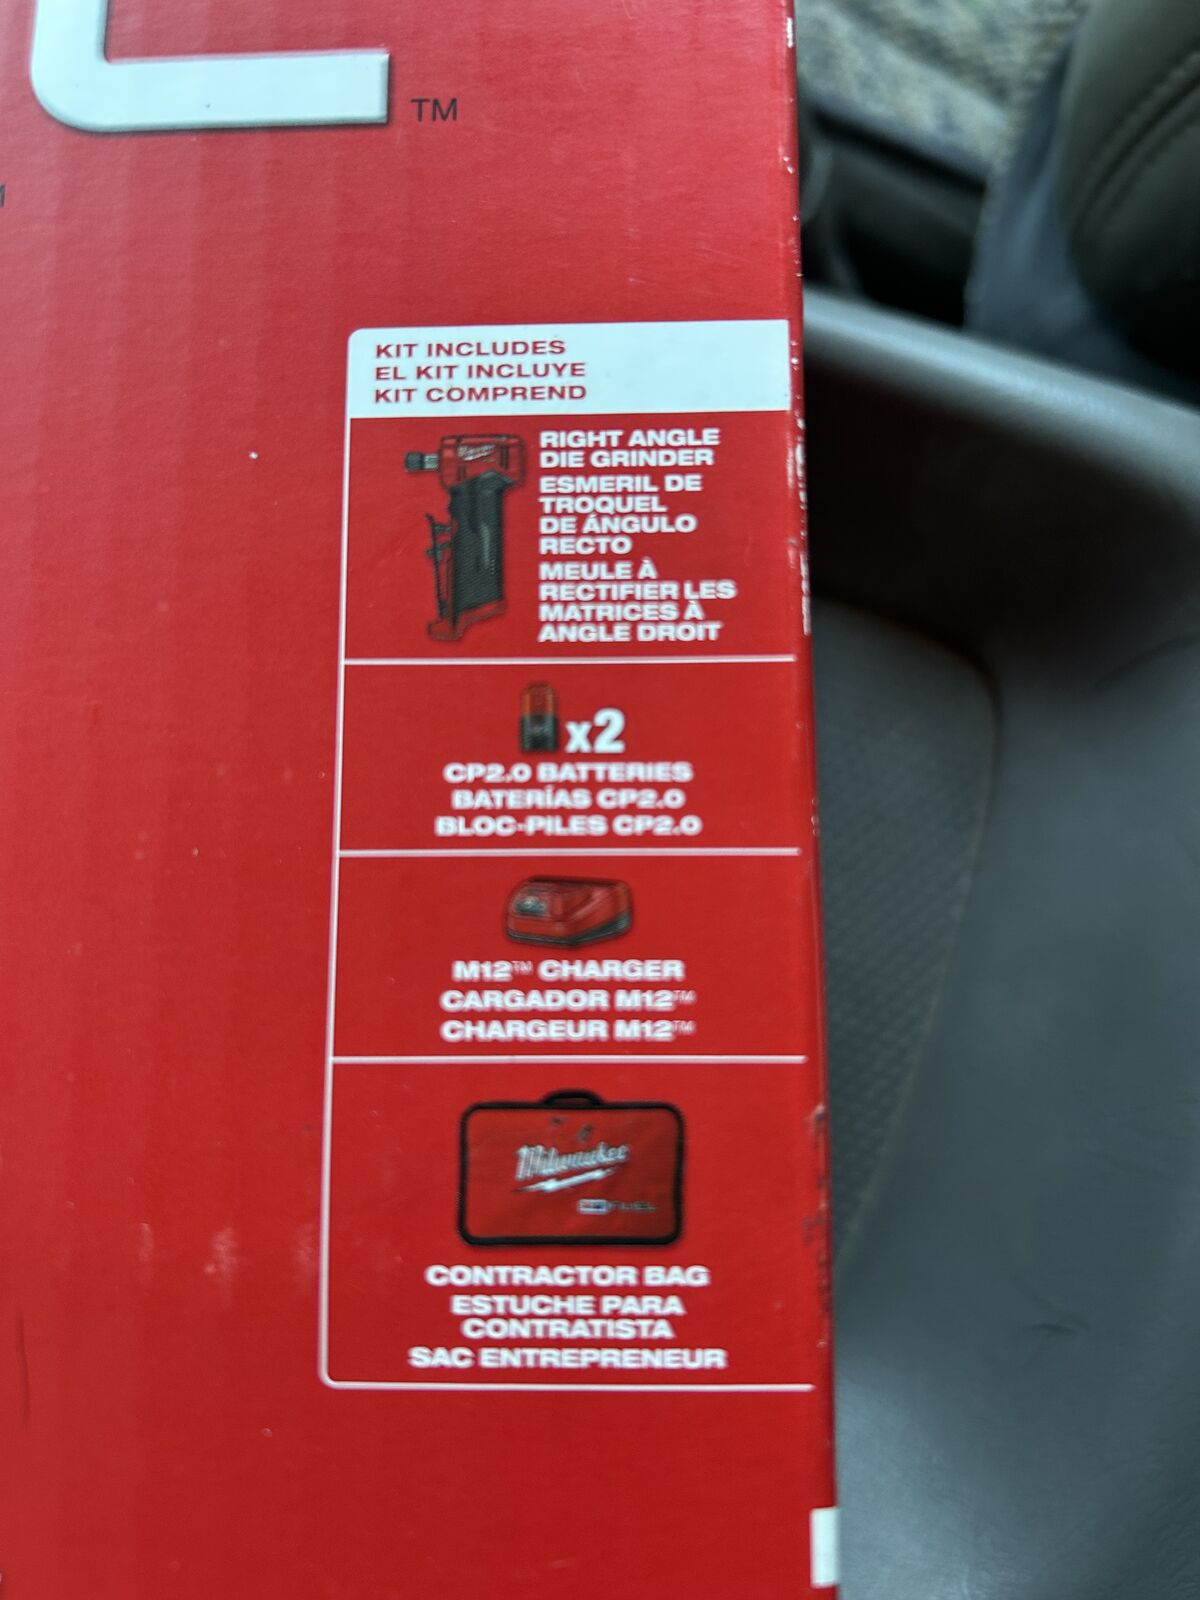 L
TM
KIT INCLUDES
EL KIT INCLUYE
KIT COMPREND
RIGHT ANGLE
DIE GRINDER
ESMERIL DE
TROQUEL
DE ÁNGULO
RECTO
MEULE À
RECTIFIER LES
MATRICES À
ANGLE DROIT
x2
CP2.0 BATTERIES
BATERÍAS CP2.0
BLOC-PILES CP2.0
M12™ CHARGER
CARGADOR M12™
CHARGEUR M12™
Milwaukee
FUEL
CONTRACTOR BAG
ESTUCHE PARA
CONTRATISTA
SAC ENTREPRENEUR